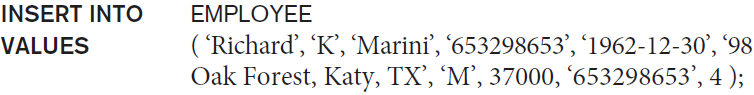 INSERT INTO EMPLOYEE
VALUES ( ‘Richard’, ‘K’, ‘Marini’, ‘653298653’, ‘1962-12-30’, ‘98
Oak Forest, Katy, TX’, ‘M’, 37000, ‘653298653’, 4 );